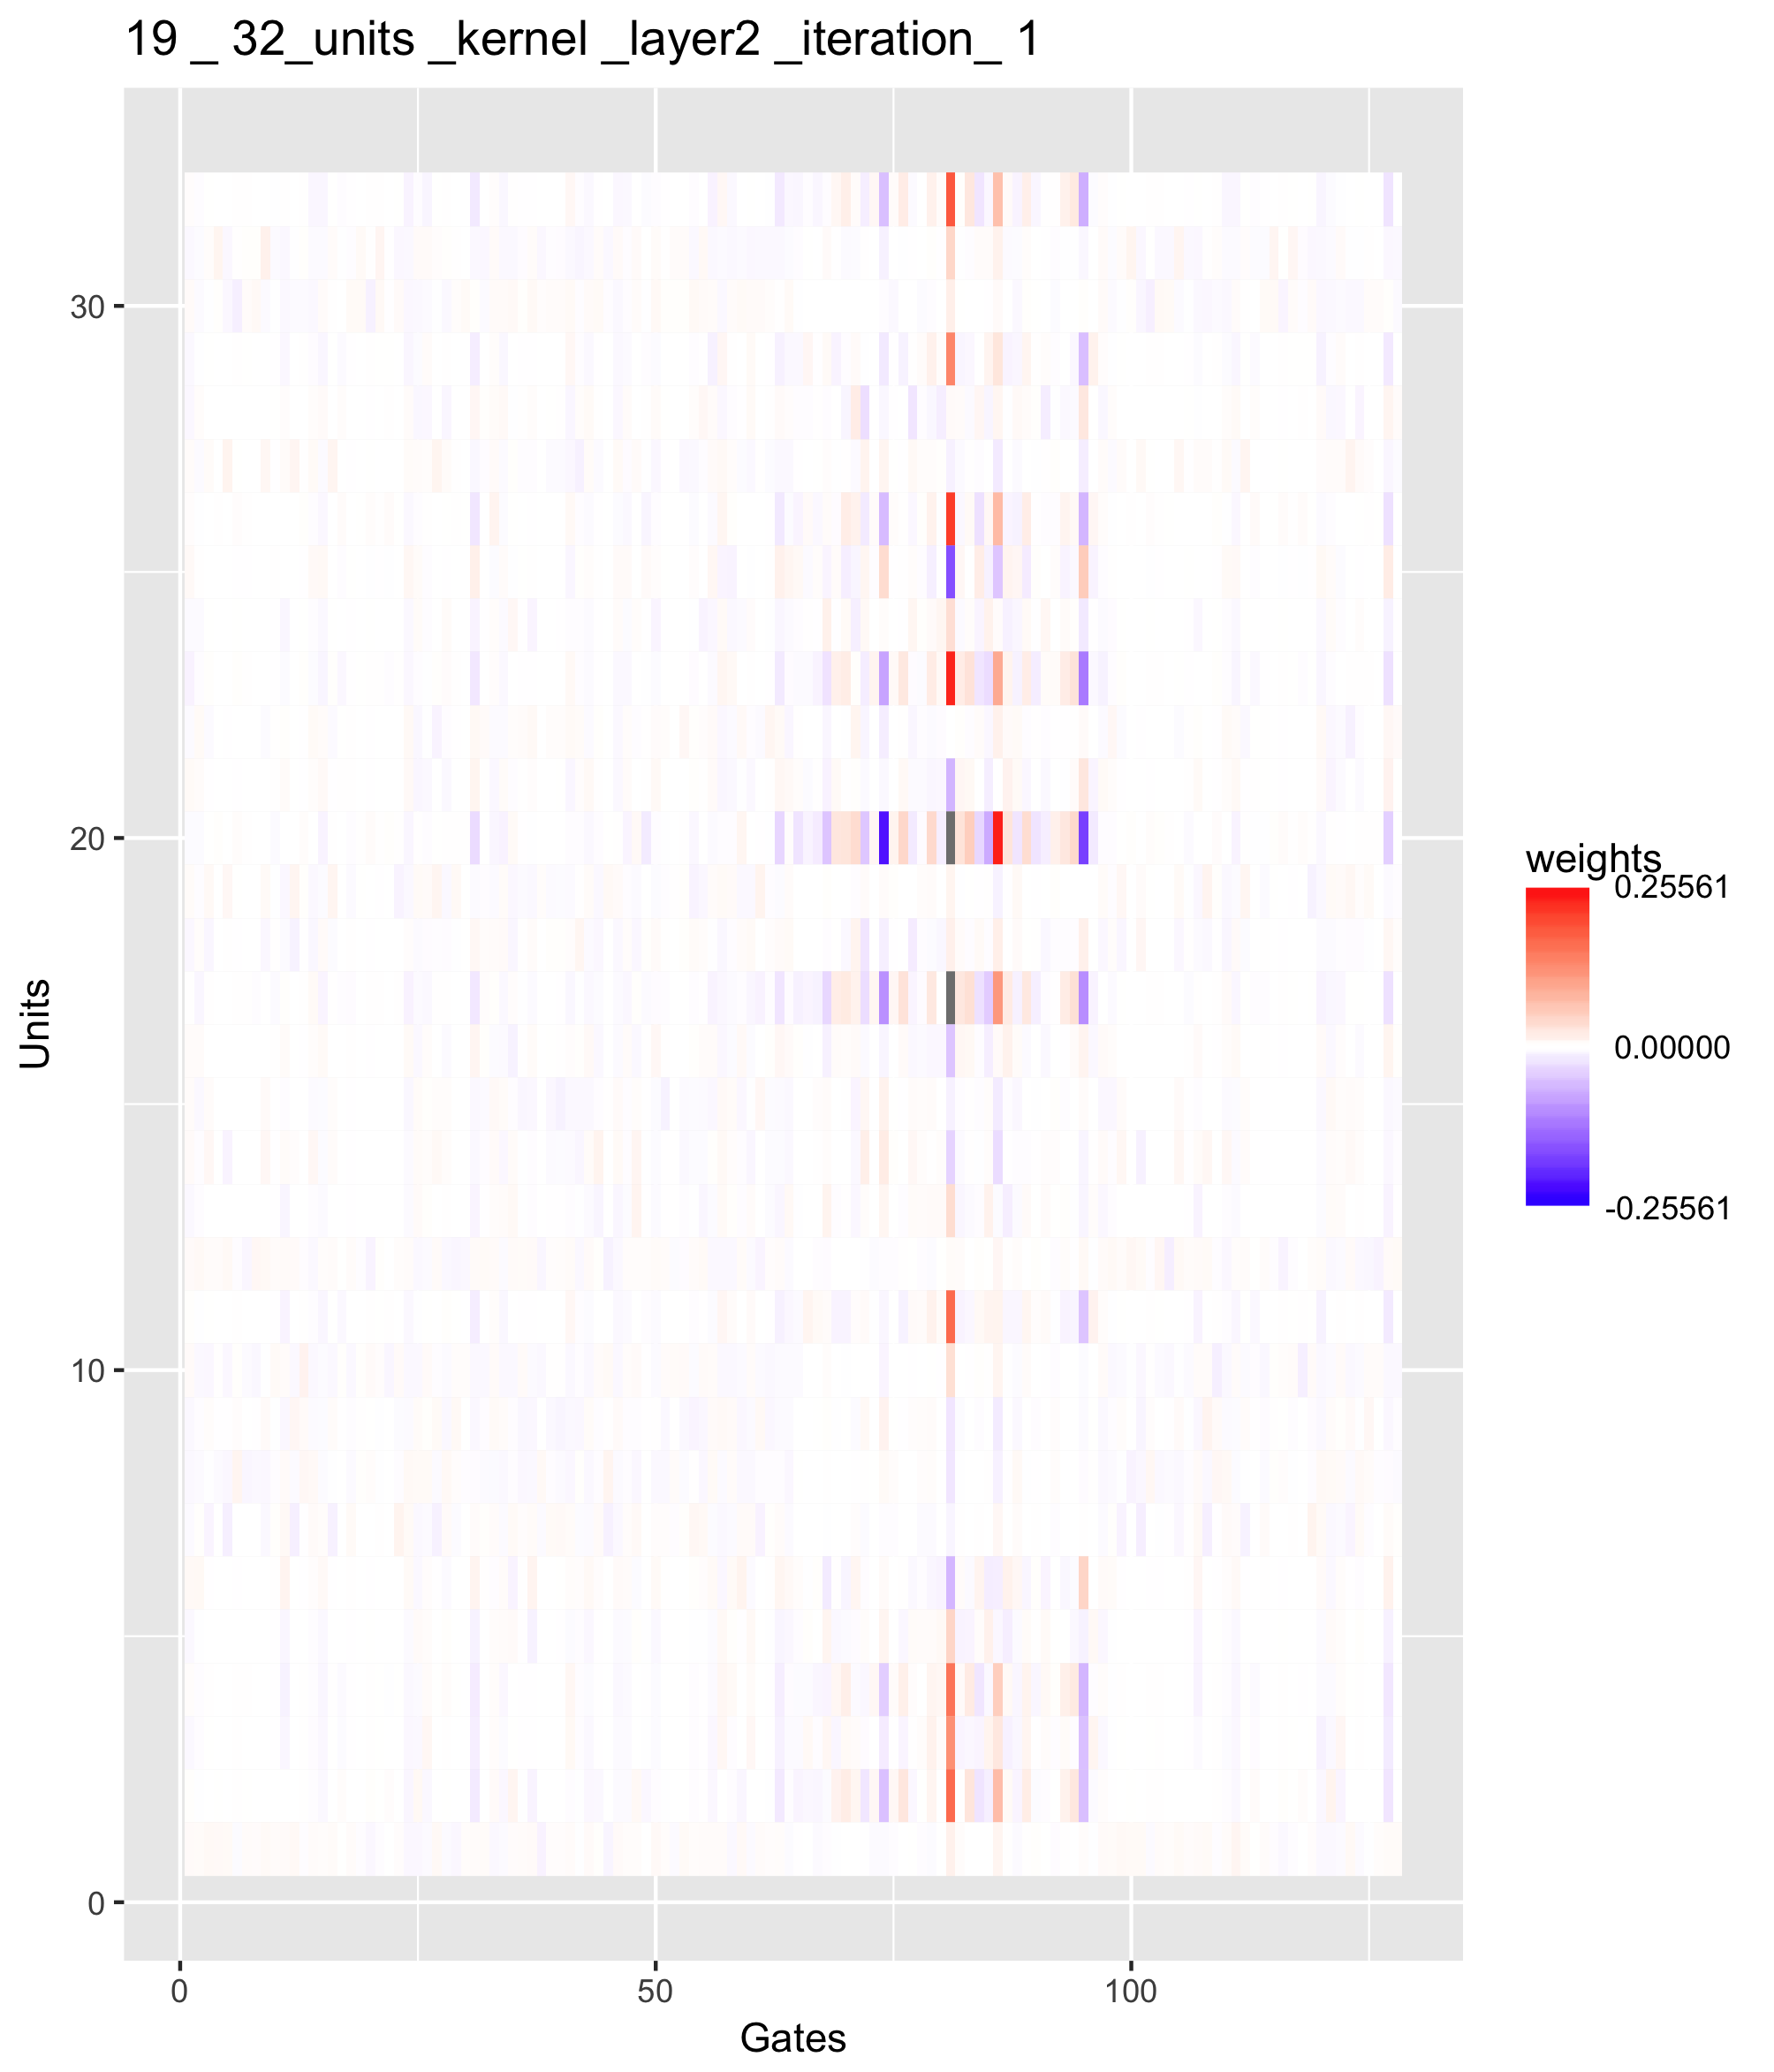 19 _ 32_units _kernel _layer2 _iteration_ 1
30
20
10
0
Units
0 50 100
Gates
weights
0.25561
0.00000
-0.25561